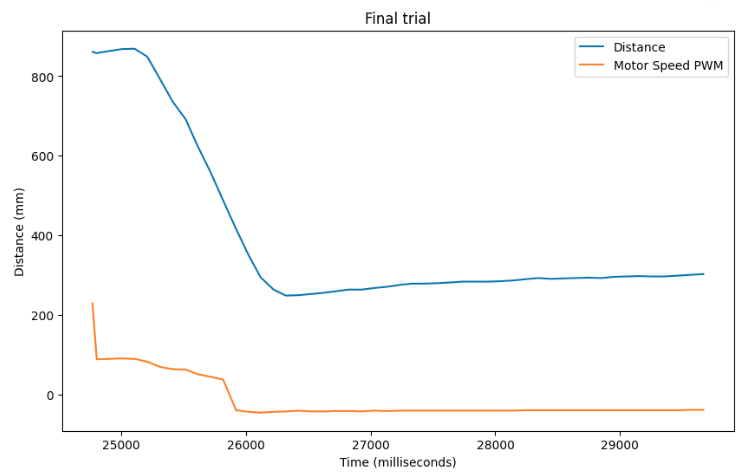 Final trial
Distance
Motor Speed PWM
Distance (mm)
800
600
400
200
0
25000 26000 27000 28000 29000
Time (milliseconds)